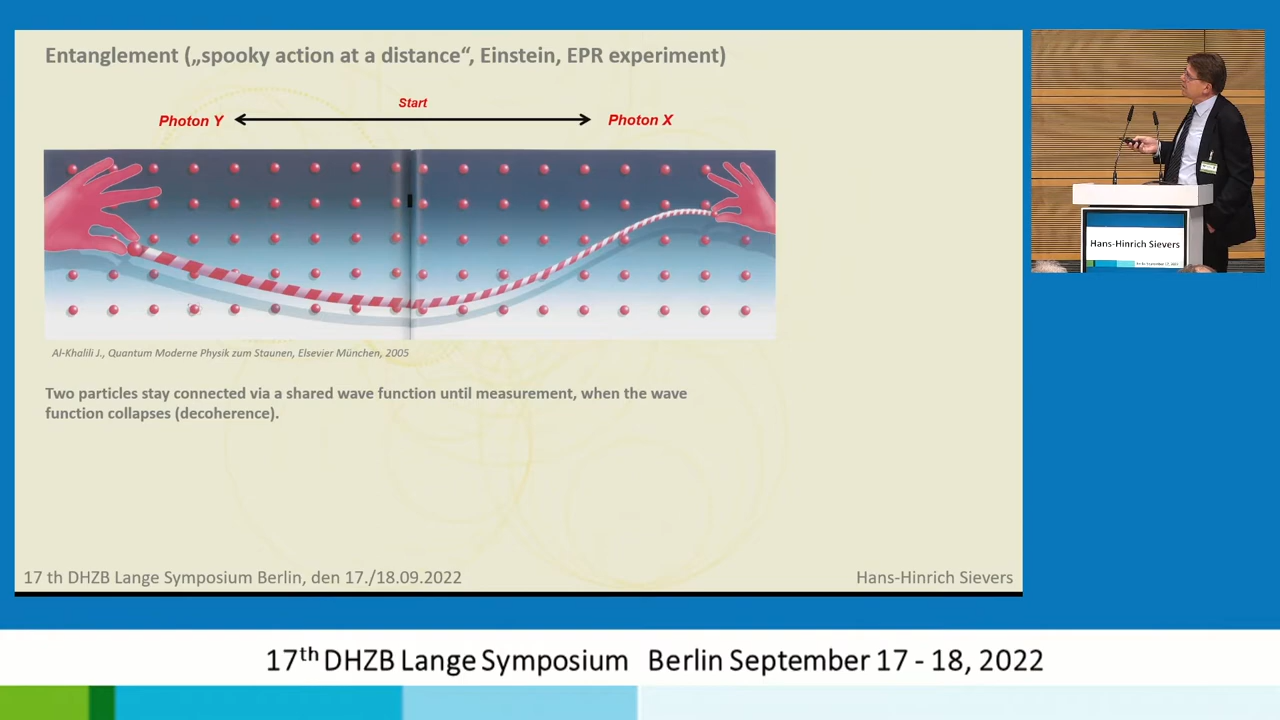 Entanglement („spooky action at a distance“, Einstein, EPR experiment)
Start
Photon Y
Photon X
Al-Khalili J., Quantum Moderne Physik zum Staunen, Elsevier München, 2005
Two particles stay connected via a shared wave function until measurement, when the wave
function collapses (decoherence).
17 th DHZB Lange Symposium Berlin, den 17./18.09.2022
Hans-Hinrich Sievers
Hans-Hinrich Sievers
17th DHZB Lange Symposium Berlin September 17 - 18, 2022